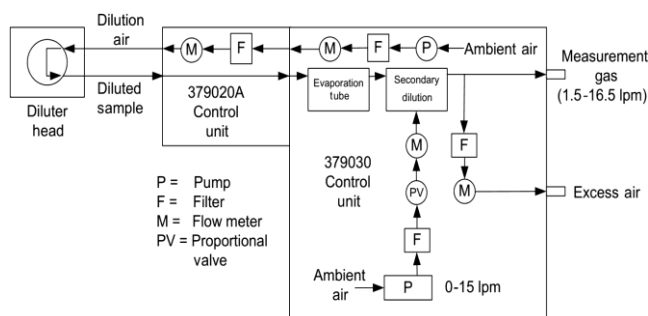 Dilution
air
M
F
M
F
P
Ambient air
Measurement
gas
(1.5-16.5 lpm)
Diluted
sample
Diluter
head
379020A
Control
unit
Evaporation
tube
Secondary
dilution
M
F
379030
Control
unit
PV
M
Excess air
P = Pump
F = Filter
M = Flow meter
PV = Proportional
valve
F
Ambient
air
P
0-15 lpm